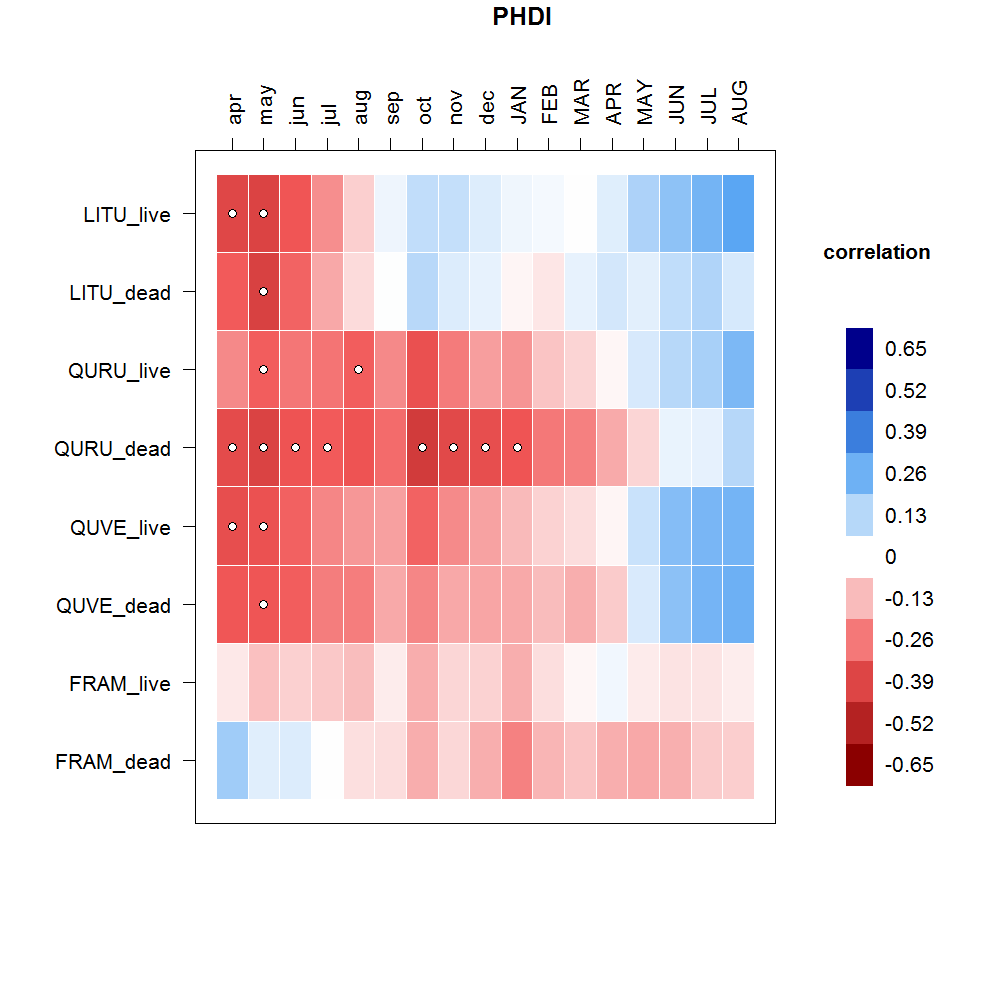 PHDI
apr may jun jul aug sep oct nov dec JAN FEB MAR APR MAY JUN JUL AUG
LITU_live
LITU_dead
QURU_live
QURU_dead
QUVE_live
QUVE_dead
FRAM_live
FRAM_dead
correlation
0.65
0.52
0.39
0.26
0.13
0
-0.13
-0.26
-0.39
-0.52
-0.65